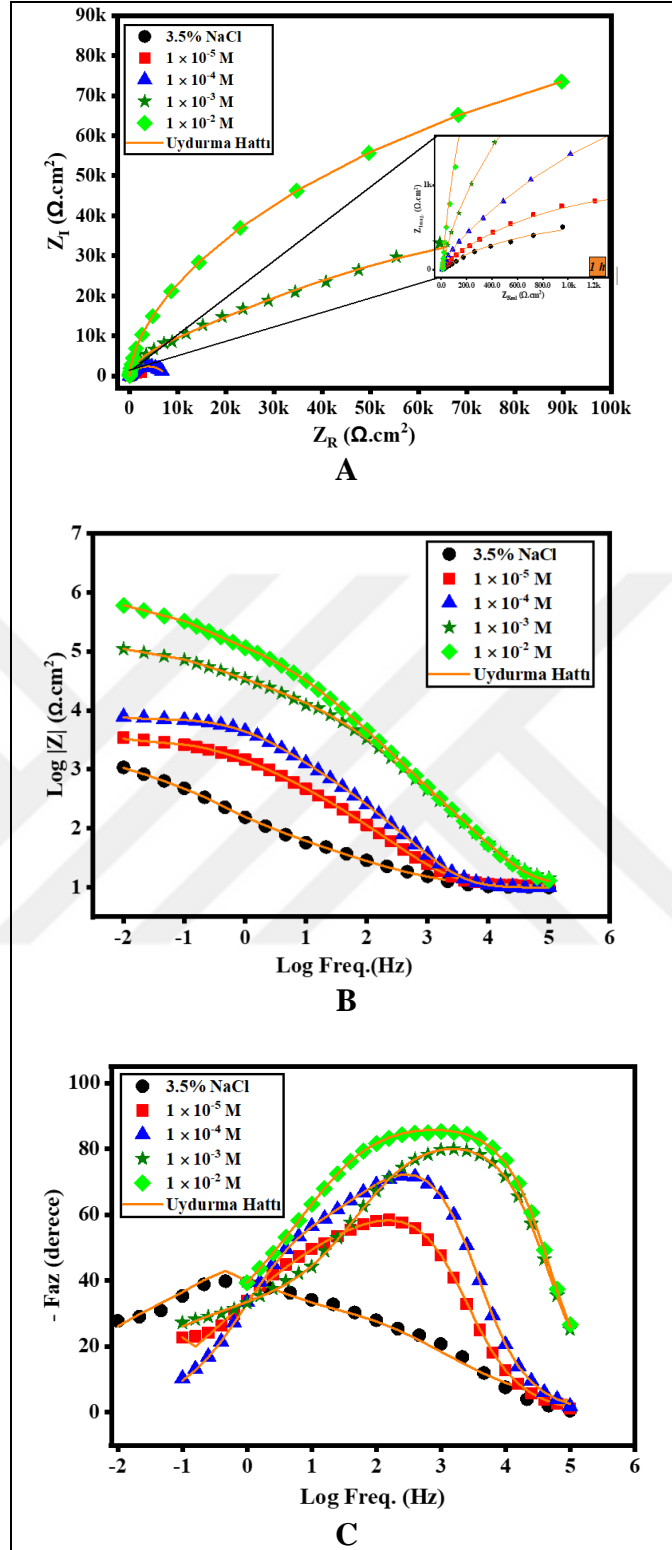 90k
80k
70k
60k
50k
40k
30k
20k
10k
0
Z_I (Ω.cm²)
3.5% NaCl
1 × 10⁻⁵ M
1 × 10⁻⁴ M
1 × 10⁻³ M
1 × 10⁻² M
Uydurma Hattı
1k
0
Z_Imag. (Ω.cm²)
0.0 200.0 400.0 600.0 800.0 1.0k 1.2k
Z_Real (Ω.cm²)
1 h
0 10k 20k 30k 40k 50k 60k 70k 80k 90k 100k
Z_R (Ω.cm²)
A
7
6
5
4
3
2
1
Log |Z| (Ω.cm²)
3.5% NaCl
1 × 10⁻⁵ M
1 × 10⁻⁴ M
1 × 10⁻³ M
1 × 10⁻² M
Uydurma Hattı
-2 -1 0 1 2 3 4 5 6
Log Freq.(Hz)
B
100
80
60
40
20
0
- Faz (derece)
3.5% NaCl
1 × 10⁻⁵ M
1 × 10⁻⁴ M
1 × 10⁻³ M
1 × 10⁻² M
Uydurma Hattı
-2 -1 0 1 2 3 4 5 6
Log Freq. (Hz)
C